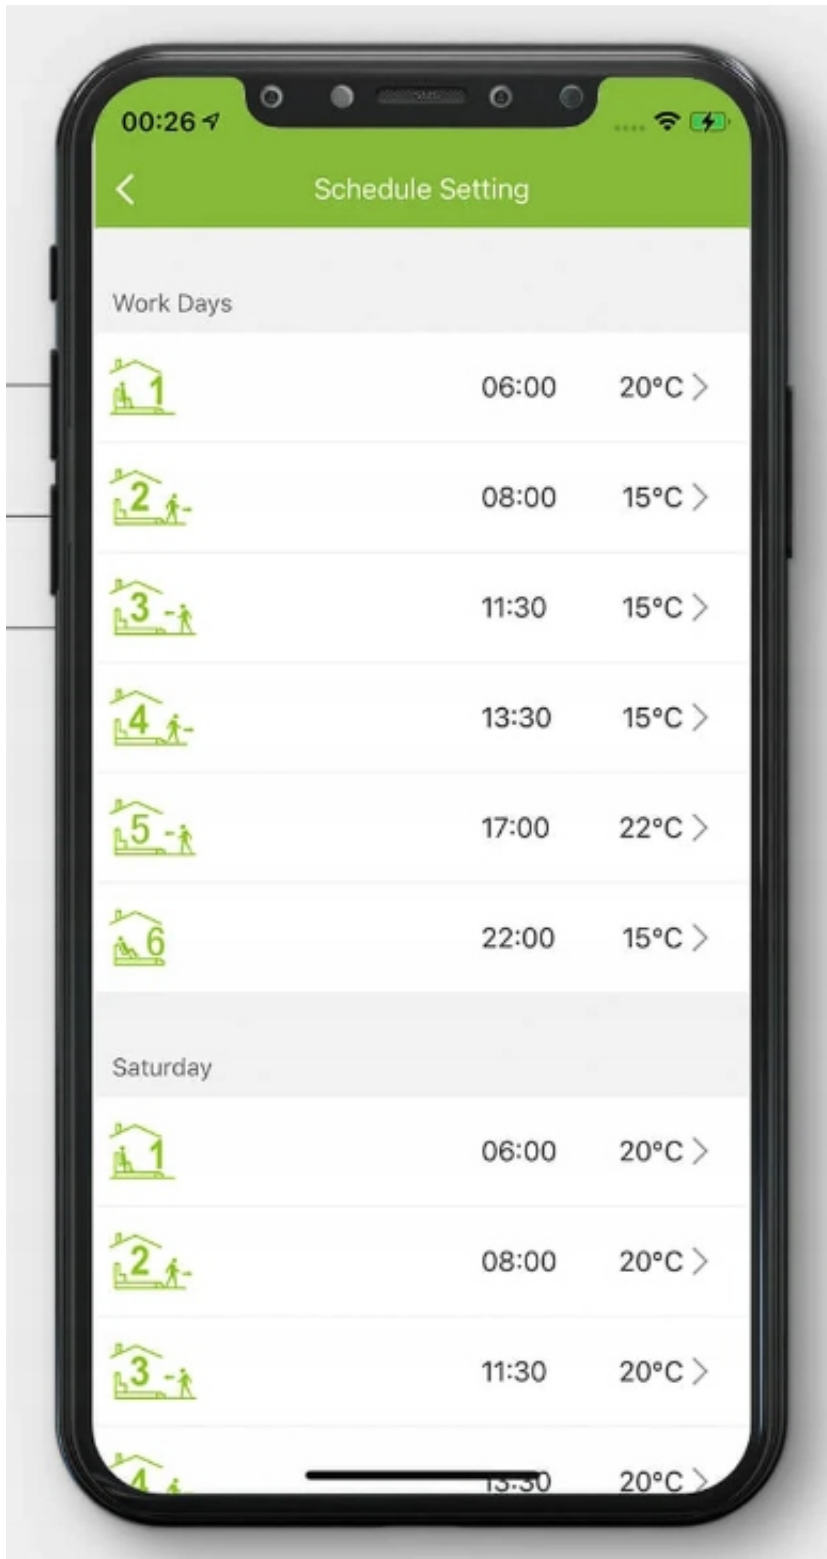 00:26
Schedule Setting
Work Days
1 06:00 20°C
2 08:00 15°C
3 11:30 15°C
4 13:30 15°C
5 17:00 22°C
6 22:00 15°C
Saturday
1 06:00 20°C
2 08:00 20°C
3 11:30 20°C
4 13:30 20°C